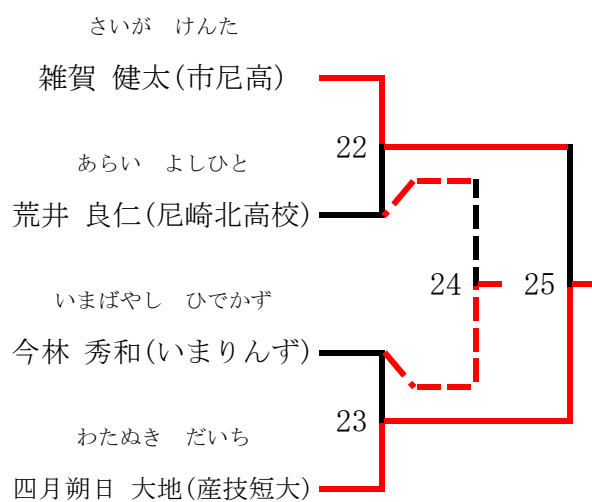 さいが けんた
雑賀 健太(市尼高)
22
あらい よしひと
荒井 良仁(尼崎北高校)
24 25
いまばやし ひでかず
今林 秀和(いまりんず)
23
わたぬき だいち
四月朔日 大地(産技短大)